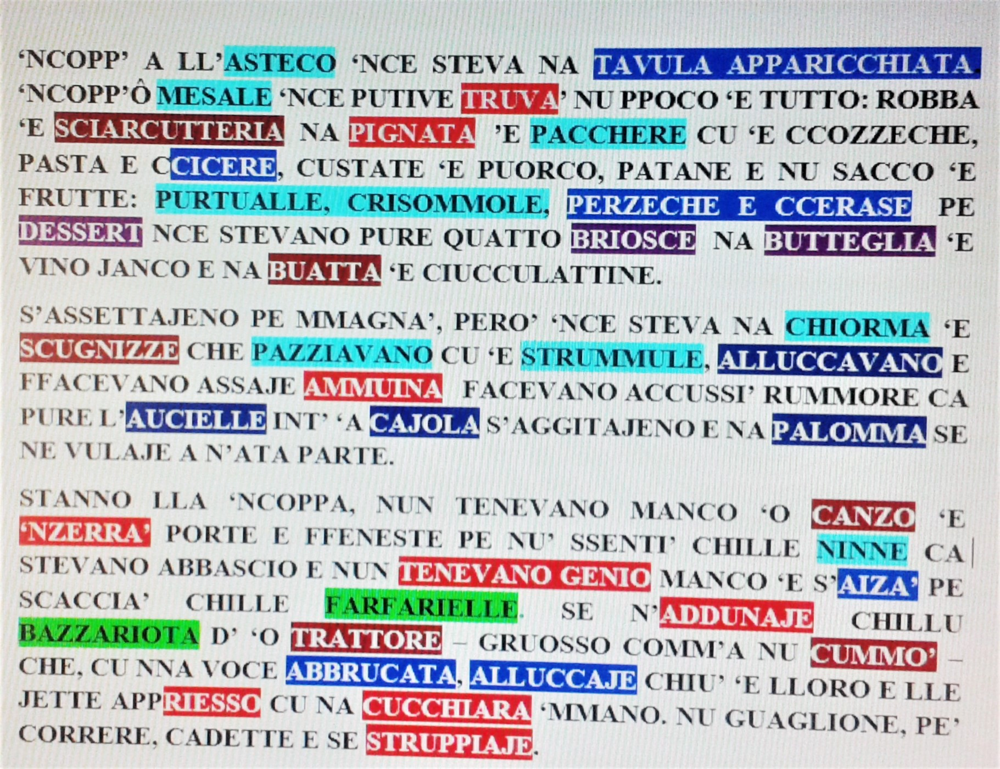 ‘NCOPP’ A LL’ASTECO ‘NCE STEVA NA TAVULA APPARICCHIATA.
‘NCOPP’Ô MESALE ‘NCE PUTIVE TRUVA’ NU PPOCO ‘E TUTTO: ROBBA
‘E SCIARCUTTERIA NA PIGNATA ’E PACCHERE CU ‘E CCOZZECHE,
PASTA E CCICERE, CUSTATE ‘E PUORCO, PATANE E NU SACCO ‘E
FRUTTE: PURTUALLE, CRISOMMOLE, PERZECHE E CCERASE PE
DESSERT NCE STEVANO PURE QUATTO BRIOSCE NA BUTTEGLIA ‘E
VINO JANCO E NA BUATTA ‘E CIUCCULATTINE.
S’ASSETTAJENO PE MMAGNA’, PERO’ ‘NCE STEVA NA CHIORMA ‘E
SCUGNIZZE CHE PAZZIAVANO CU ‘E STRUMMULE, ALLUCCAVANO E
FFACEVANO ASSAJE AMMUINA FACEVANO ACCUSSI’ RUMMORE CA
PURE L’AUCIELLE INT’ ‘A CAJOLA S’AGGITAJENO E NA PALOMMA SE
NE VULAJE A N’ATA PARTE.
STANNO LLA ‘NCOPPA, NUN TENEVANO MANCO ‘O CANZO ‘E
‘NZERRA’ PORTE E FFENESTE PE NU’ SSENTI’ CHILLE NINNE CA
STEVANO ABBASCIO E NUN TENEVANO GENIO MANCO ‘E S’AIZA’ PE
SCACCIA’ CHILLE FARFARIELLE. SE N’ADDUNAJE CHILLU
BAZZARIOTA D’ ‘O TRATTORE – GRUOSSO COMM’A NU CUMMO’ –
CHE, CU NNA VOCE ABBRUCATA, ALLUCCAJE CHIU’ ‘E LLORO E LLE
JETTE APPRIESSO CU NA CUCCHIARA ‘MMANO. NU GUAGLIONE, PE’
CORRERE, CADETTE E SE STRUPPIAJE.